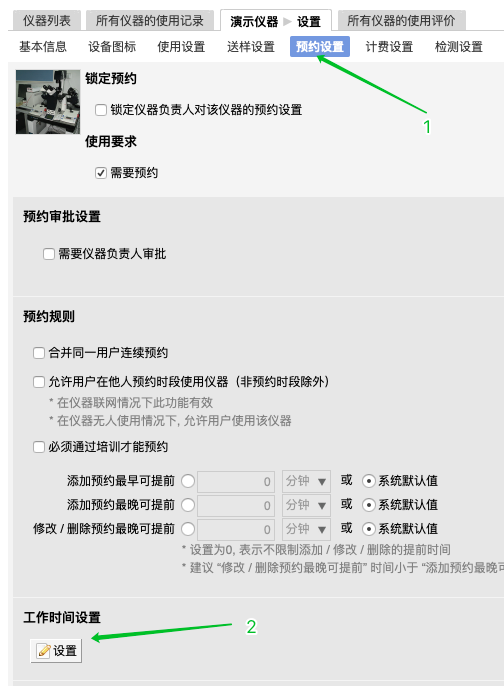 仪器列表 所有仪器的使用记录 演示仪器 ▶ 设置 所有仪器的使用评价
基本信息 设备图标 使用设置 送样设置 预约设置 计费设置 检测设置
锁定预约
锁定仪器负责人对该仪器的预约设置
1
使用要求
需要预约
预约审批设置
需要仪器负责人审批
预约规则
合并同一用户连续预约
允许用户在他人预约时段使用仪器（非预约时段除外）
* 在仪器联网情况下此功能有效
* 在仪器无人使用情况下, 允许用户使用该仪器
必须通过培训才能预约
添加预约最早可提前 0 分钟 ▼ 或 系统默认值
添加预约最晚可提前 0 分钟 ▼ 或 系统默认值
修改 / 删除预约最晚可提前 0 分钟 ▼ 或 系统默认值
* 设置为0, 表示不限制添加 / 修改 / 删除的提前时间
* 建议 “修改 / 删除预约最晚可提前” 时间小于 “添加预约最晚可
工作时间设置
2
设置